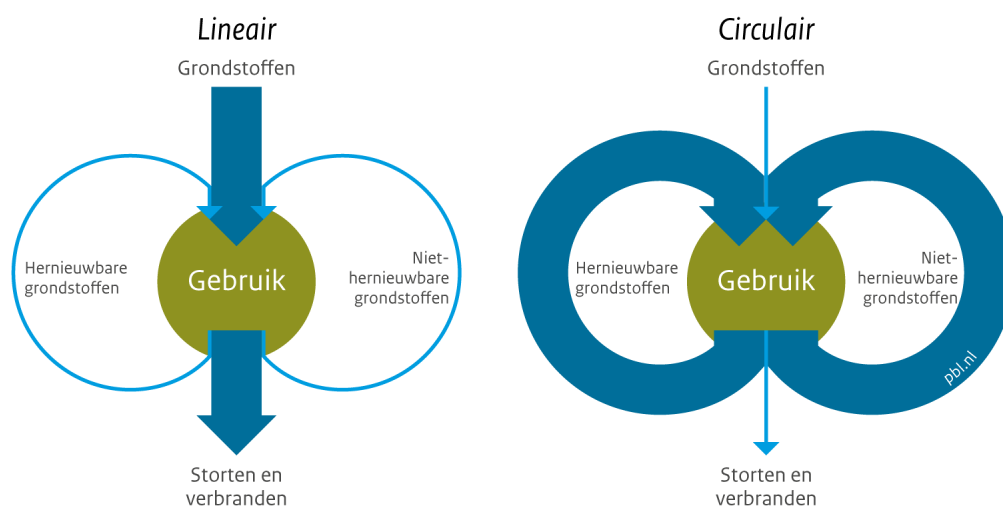 Lineair
Grondstoffen
Hernieuwbare
grondstoffen
Gebruik
Niet-
hernieuwbare
grondstoffen
Storten en
verbranden
Circulair
Grondstoffen
Hernieuwbare
grondstoffen
Gebruik
Niet-
hernieuwbare
grondstoffen
pbl.nl
Storten en
verbranden